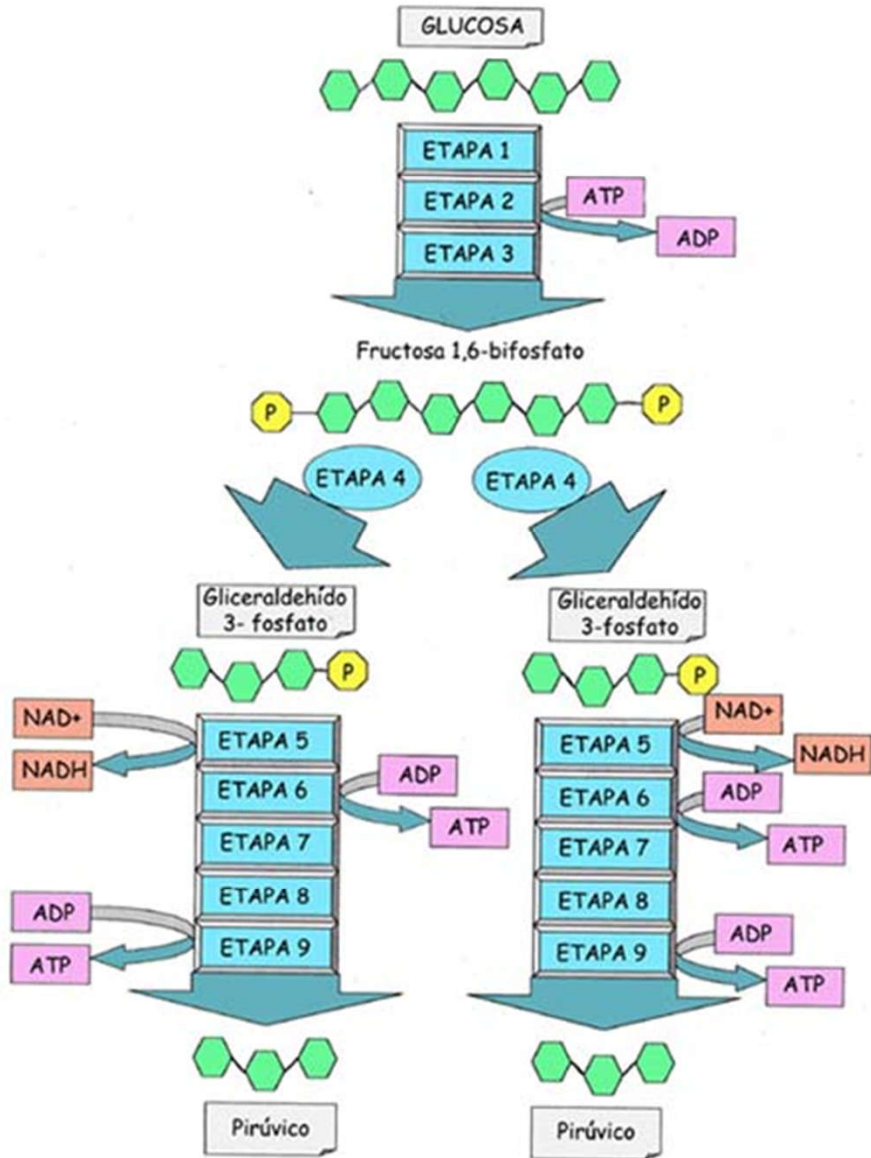 GLUCOSA
ETAPA 1
ETAPA 2
ATP
ADP
ETAPA 3
Fructosa 1,6-bifosfato
P
P
ETAPA 4
ETAPA 4
Gliceraldehído
3- fosfato
P
NAD+
NADH
ETAPA 5
ETAPA 6
ADP
ATP
ETAPA 7
ETAPA 8
ADP
ATP
ETAPA 9
Pirúvico
Gliceraldehído
3-fosfato
P
NAD+
ETAPA 5
NADH
ADP
ETAPA 6
ATP
ETAPA 7
ETAPA 8
ADP
ETAPA 9
ATP
Pirúvico